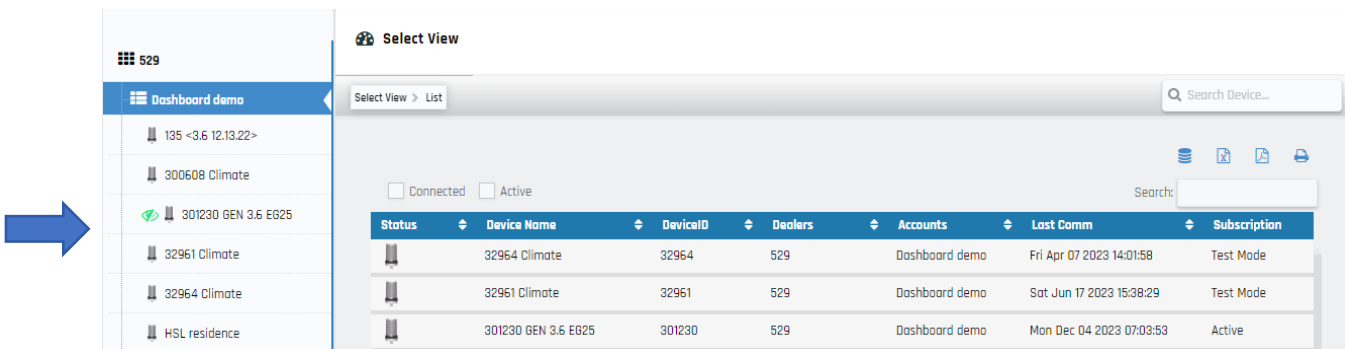 529
Dashboard demo
135 <3.6 12.13.22>
300608 Climate
301230 GEN 3.6 EG25
32961 Climate
32964 Climate
HSL residence
Select View
Select View > List
Search Device...
Connected Active
Search:
Status Device Name DeviceID Dealers Accounts Last Comm Subscription
32964 Climate 32964 529 Dashboard demo Fri Apr 07 2023 14:01:58 Test Mode
32961 Climate 32961 529 Dashboard demo Sat Jun 17 2023 15:38:29 Test Mode
301230 GEN 3.6 EG25 301230 529 Dashboard demo Mon Dec 04 2023 07:03:53 Active